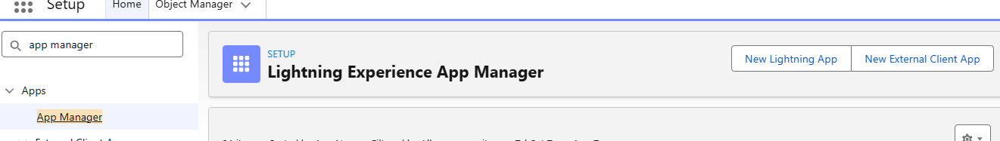 Setup
Home
Object Manager
app manager
SETUP
Lightning Experience App Manager
New Lightning App
New External Client App
Apps
App Manager